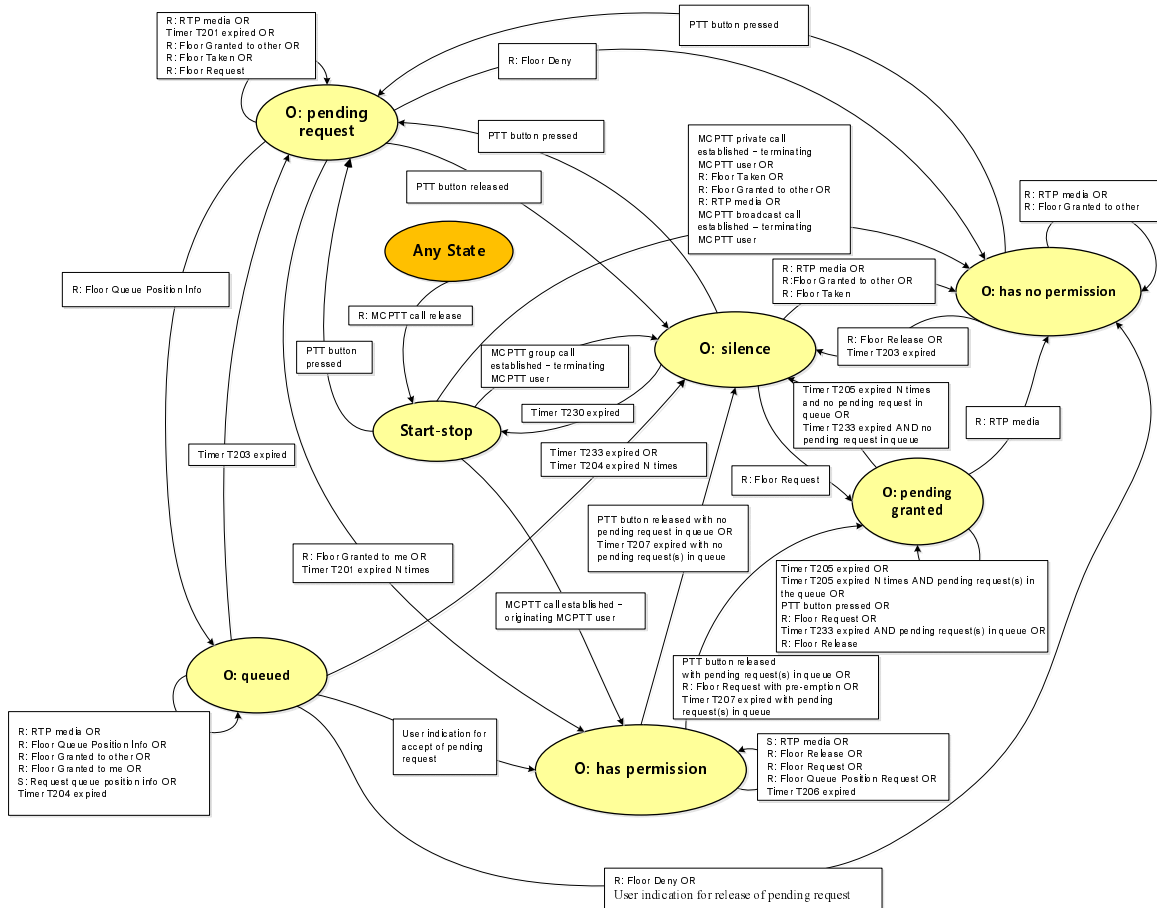 R: RTP media OR
Timer T201 expired OR
R: Floor Granted to other OR
R: Floor Taken OR
R: Floor Request
PTT button pressed
R: Floor Deny
O: pending
request
PTT button pressed
MCPTT private call
established – terminating
MCPTT user OR
R: Floor Taken OR
R: Floor Granted to other OR
R: RTP media OR
MCPTT broadcast call
established – terminating
MCPTT user
PTT button released
R: RTP media OR
R: Floor Granted to other
Any State
R: Floor Queue Position Info
R: RTP media OR
R:Floor Granted to other OR
R: Floor Taken
O: has no permission
R: MCPTT call release
PTT button
pressed
MCPTT group call
established – terminating
MCPTT user
O: silence
R: Floor Release OR
Timer T203 expired
Timer T230 expired
Timer T205 expired N times
and no pending request in
queue OR
Timer T233 expired AND no
pending request in queue
R: RTP media
Start-stop
Timer T203 expired
Timer T233 expired OR
Timer T204 expired N times
R: Floor Request
O: pending
granted
PTT button released with no
pending request in queue OR
Timer T207 expired with no
pending request(s) in queue
R: Floor Granted to me OR
Timer T201 expired N times
Timer T205 expired OR
Timer T205 expired N times AND pending request(s) in
the queue OR
PTT button pressed OR
R: Floor Request OR
Timer T233 expired AND pending request(s) in queue OR
R: Floor Release
MCPTT call established –
originating MCPTT user
O: queued
PTT button released
with pending request(s) in queue OR
R: Floor Request with pre-emption OR
Timer T207 expired with pending
request(s) in queue
R: RTP media OR
R: Floor Queue Position Info OR
R: Floor Granted to other OR
R: Floor Granted to me OR
S: Request queue position info OR
Timer T204 expired
User indication for
accept of pending
request
O: has permission
S: RTP media OR
R: Floor Release OR
R: Floor Request OR
R: Floor Queue Position Request OR
Timer T206 expired
R: Floor Deny OR
User indication for release of pending request